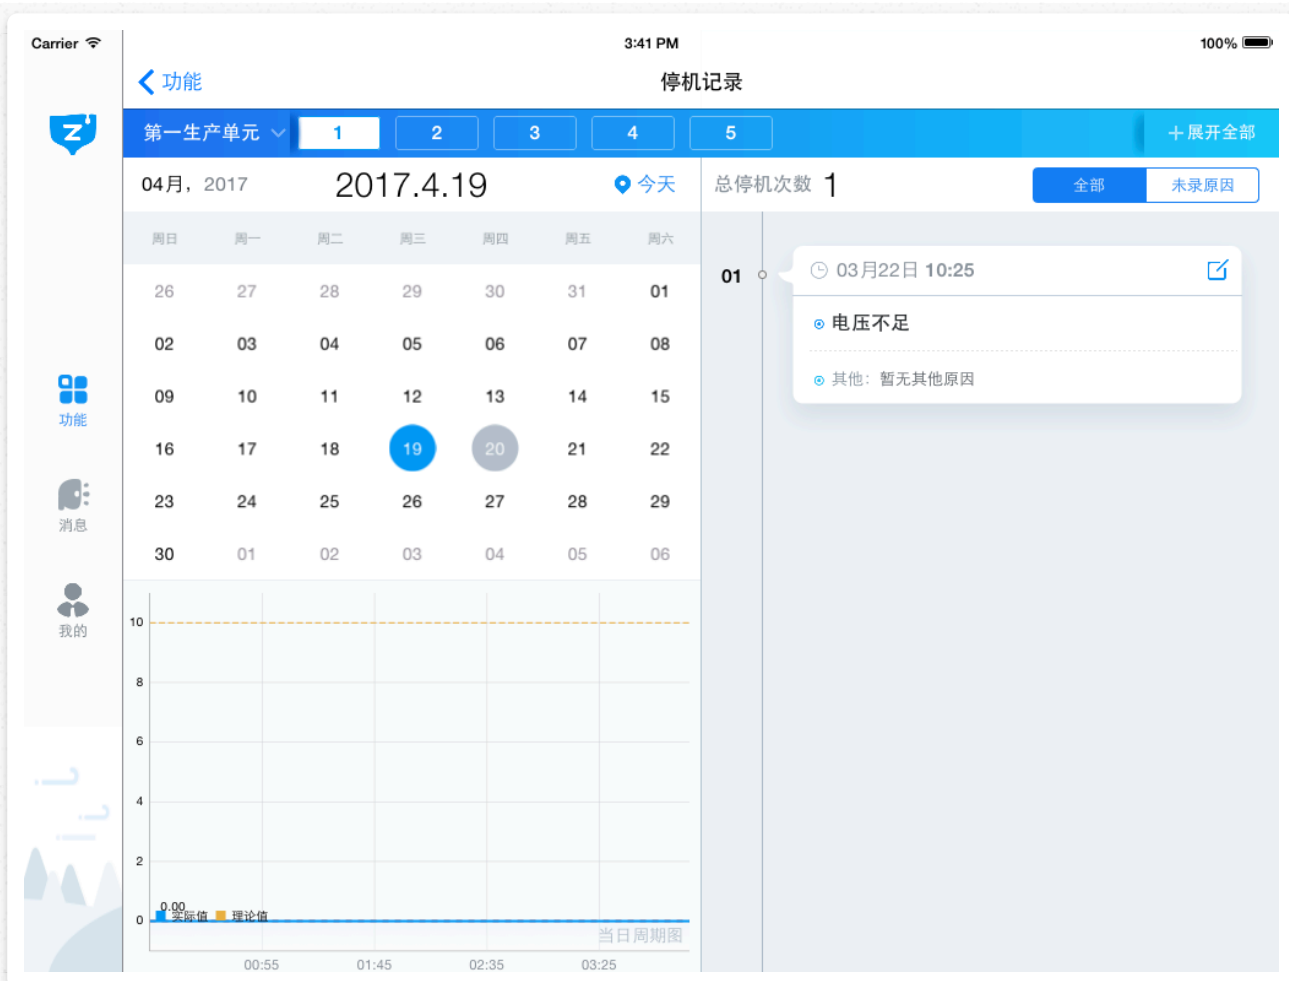 Carrier 3:41 PM 100%
功能 停机记录
Z
第一生产单元 1 2 3 4 5 +展开全部
04月, 2017 2017.4.19 今天 总停机次数 1 全部 未录原因
周日 周一 周二 周三 周四 周五 周六
26 27 28 29 30 31 01
02 03 04 05 06 07 08
09 10 11 12 13 14 15
16 17 18 19 20 21 22
23 24 25 26 27 28 29
30 01 02 03 04 05 06
01 03月22日 10:25
电压不足
其他: 暂无其他原因
功能
消息
我的
10
8
6
4
2
0
0.00
实际值 理论值
当日周期图
00:55 01:45 02:35 03:25